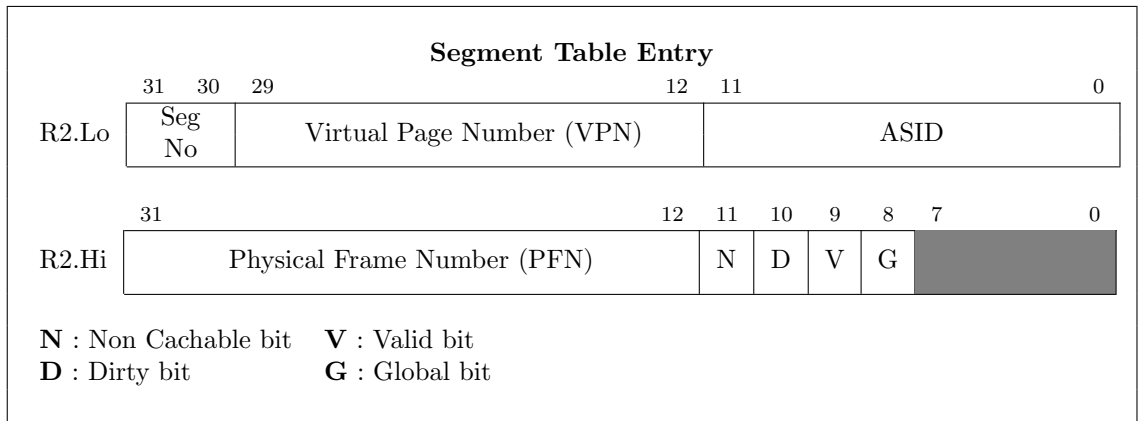 Segment Table Entry
31 30 29 12 11 0
R2.Lo Seg No Virtual Page Number (VPN) ASID
31 12 11 10 9 8 7 0
R2.Hi Physical Frame Number (PFN) N D V G
N : Non Cachable bit V : Valid bit
D : Dirty bit G : Global bit